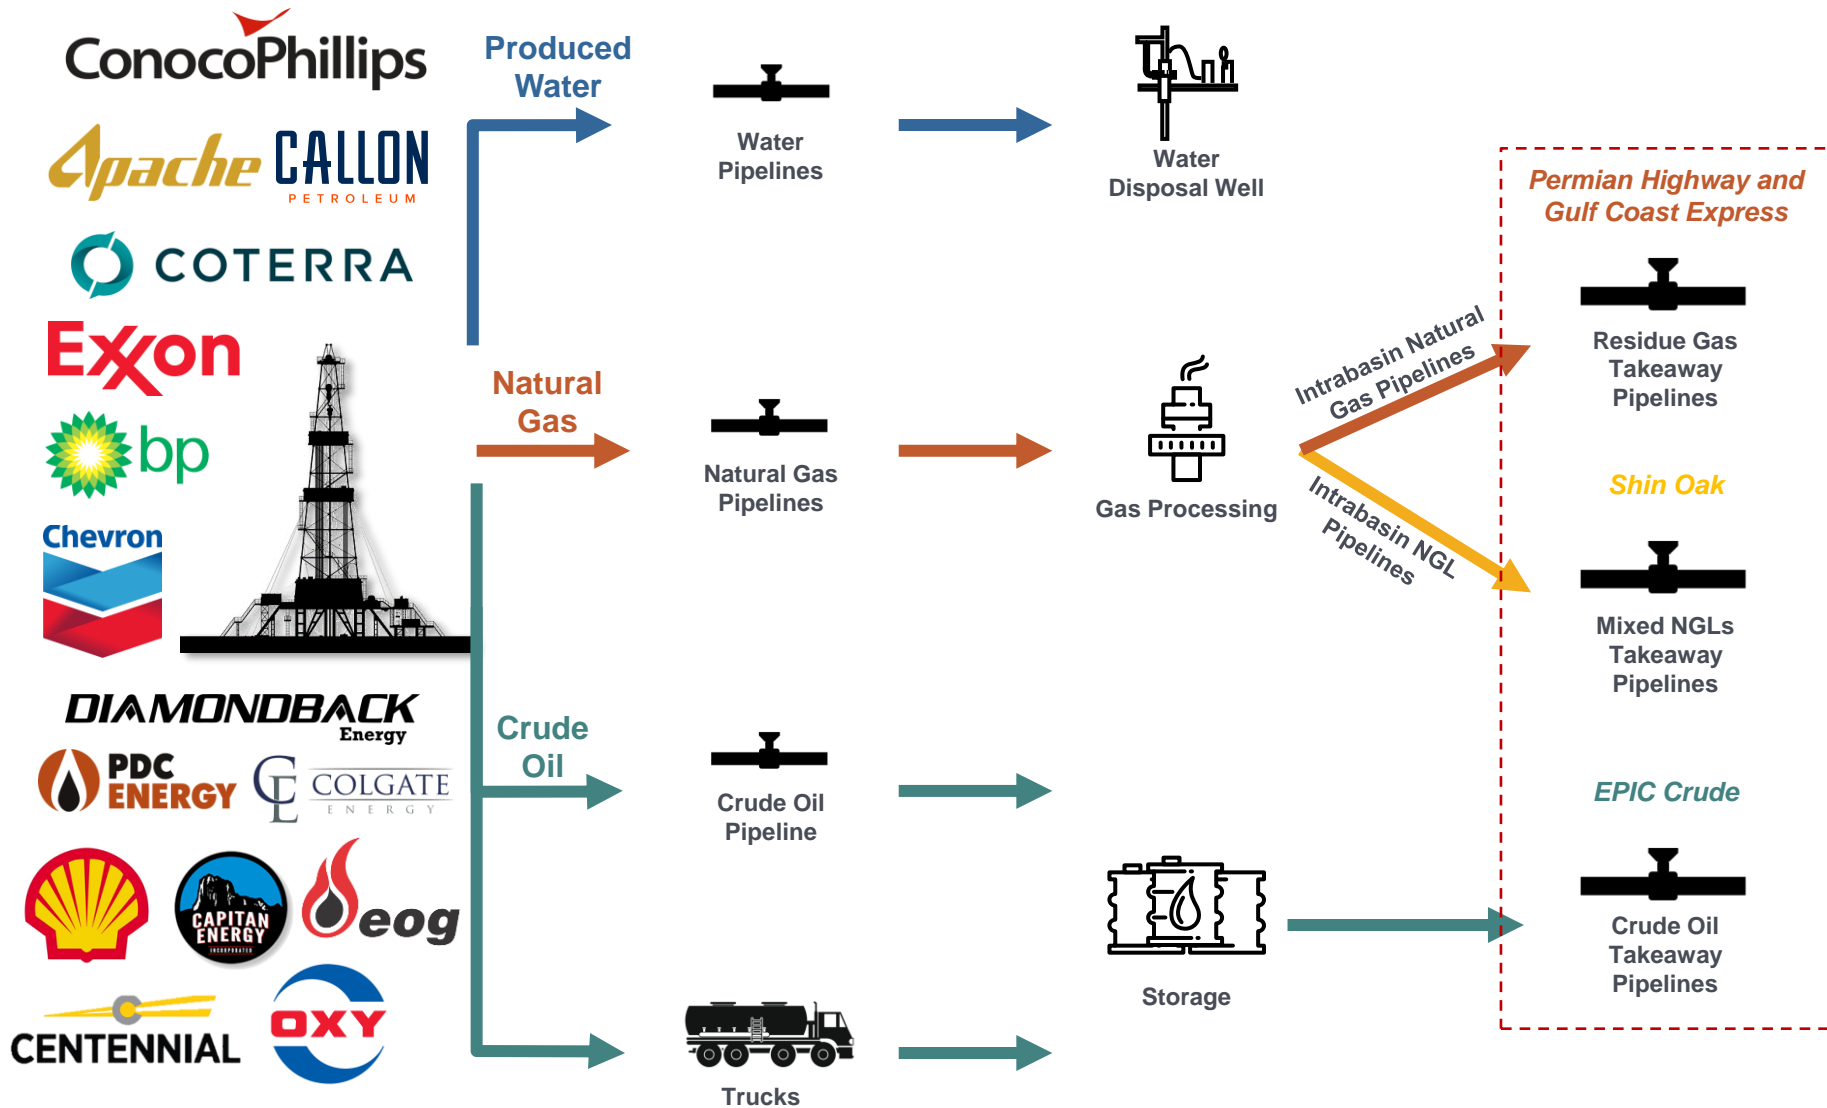 ConocoPhillips
Apache
CALLON
PETROLEUM
COTERRA
Exxon
bp
Chevron
DIAMONDBACK
Energy
PDC
ENERGY
CE
COLGATE
ENERGY
CAPITAN
ENERGY
INCORPORATED
eog
CENTENNIAL
OXY
Produced
Water
Water
Pipelines
Water
Disposal Well
Natural
Gas
Natural Gas
Pipelines
Gas Processing
Intrabasin Natural
Gas Pipelines
Intrabasin NGL
Pipelines
Crude
Oil
Crude Oil
Pipeline
Trucks
Storage
Permian Highway and
Gulf Coast Express
Residue Gas
Takeaway
Pipelines
Shin Oak
Mixed NGLs
Takeaway
Pipelines
EPIC Crude
Crude Oil
Takeaway
Pipelines